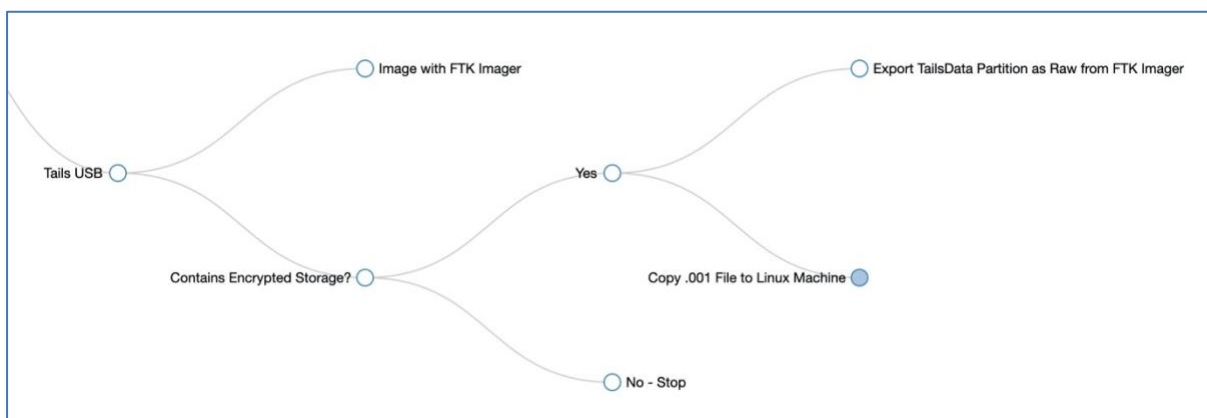 Image with FTK Imager
Export TailsData Partition as Raw from FTK Imager
Tails USB
Yes
Contains Encrypted Storage?
Copy .001 File to Linux Machine
No - Stop